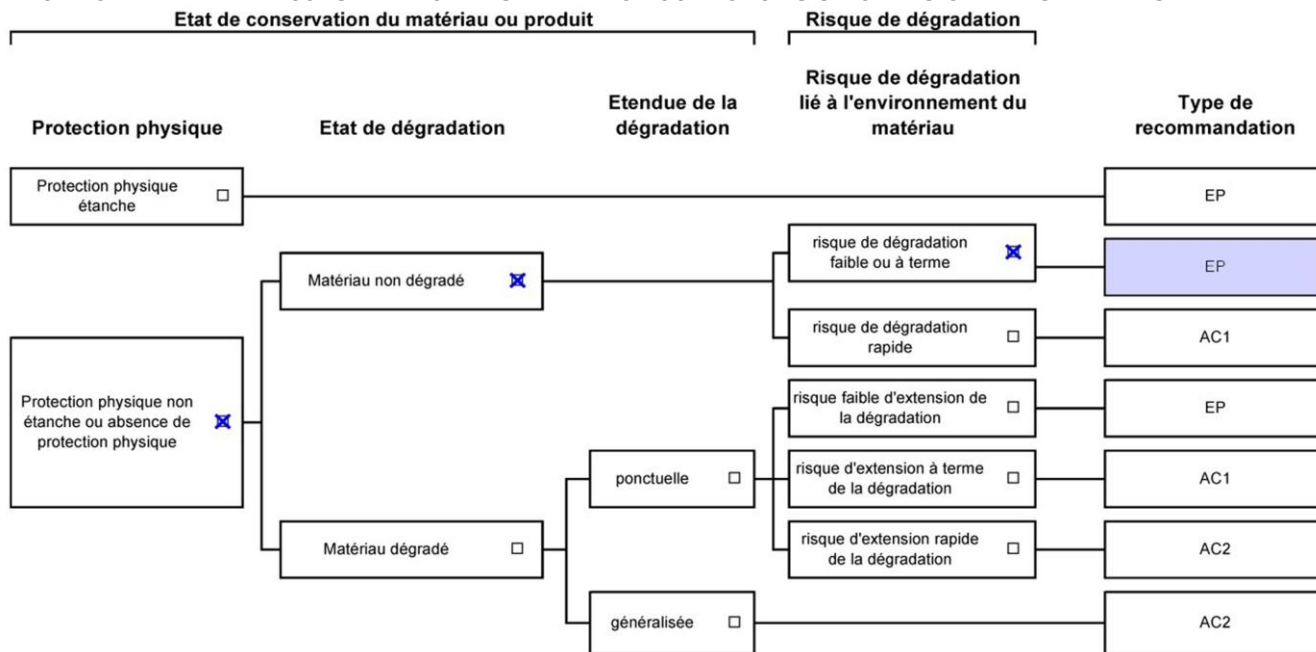 Etat de conservation du matériau ou produit
Risque de dégradation
Protection physique
Etat de dégradation
Etendue de la
dégradation
Risque de dégradation
lié à l'environnement du
matériau
Type de
recommandation
Protection physique
étanche
EP
risque de dégradation
faible ou à terme
EP
Matériau non dégradé
risque de dégradation
rapide
AC1
Protection physique non
étanche ou absence de
protection physique
risque faible d'extension de
la dégradation
EP
ponctuelle
risque d'extension à terme
de la dégradation
AC1
Matériau dégradé
risque d'extension rapide
de la dégradation
AC2
généralisée
AC2